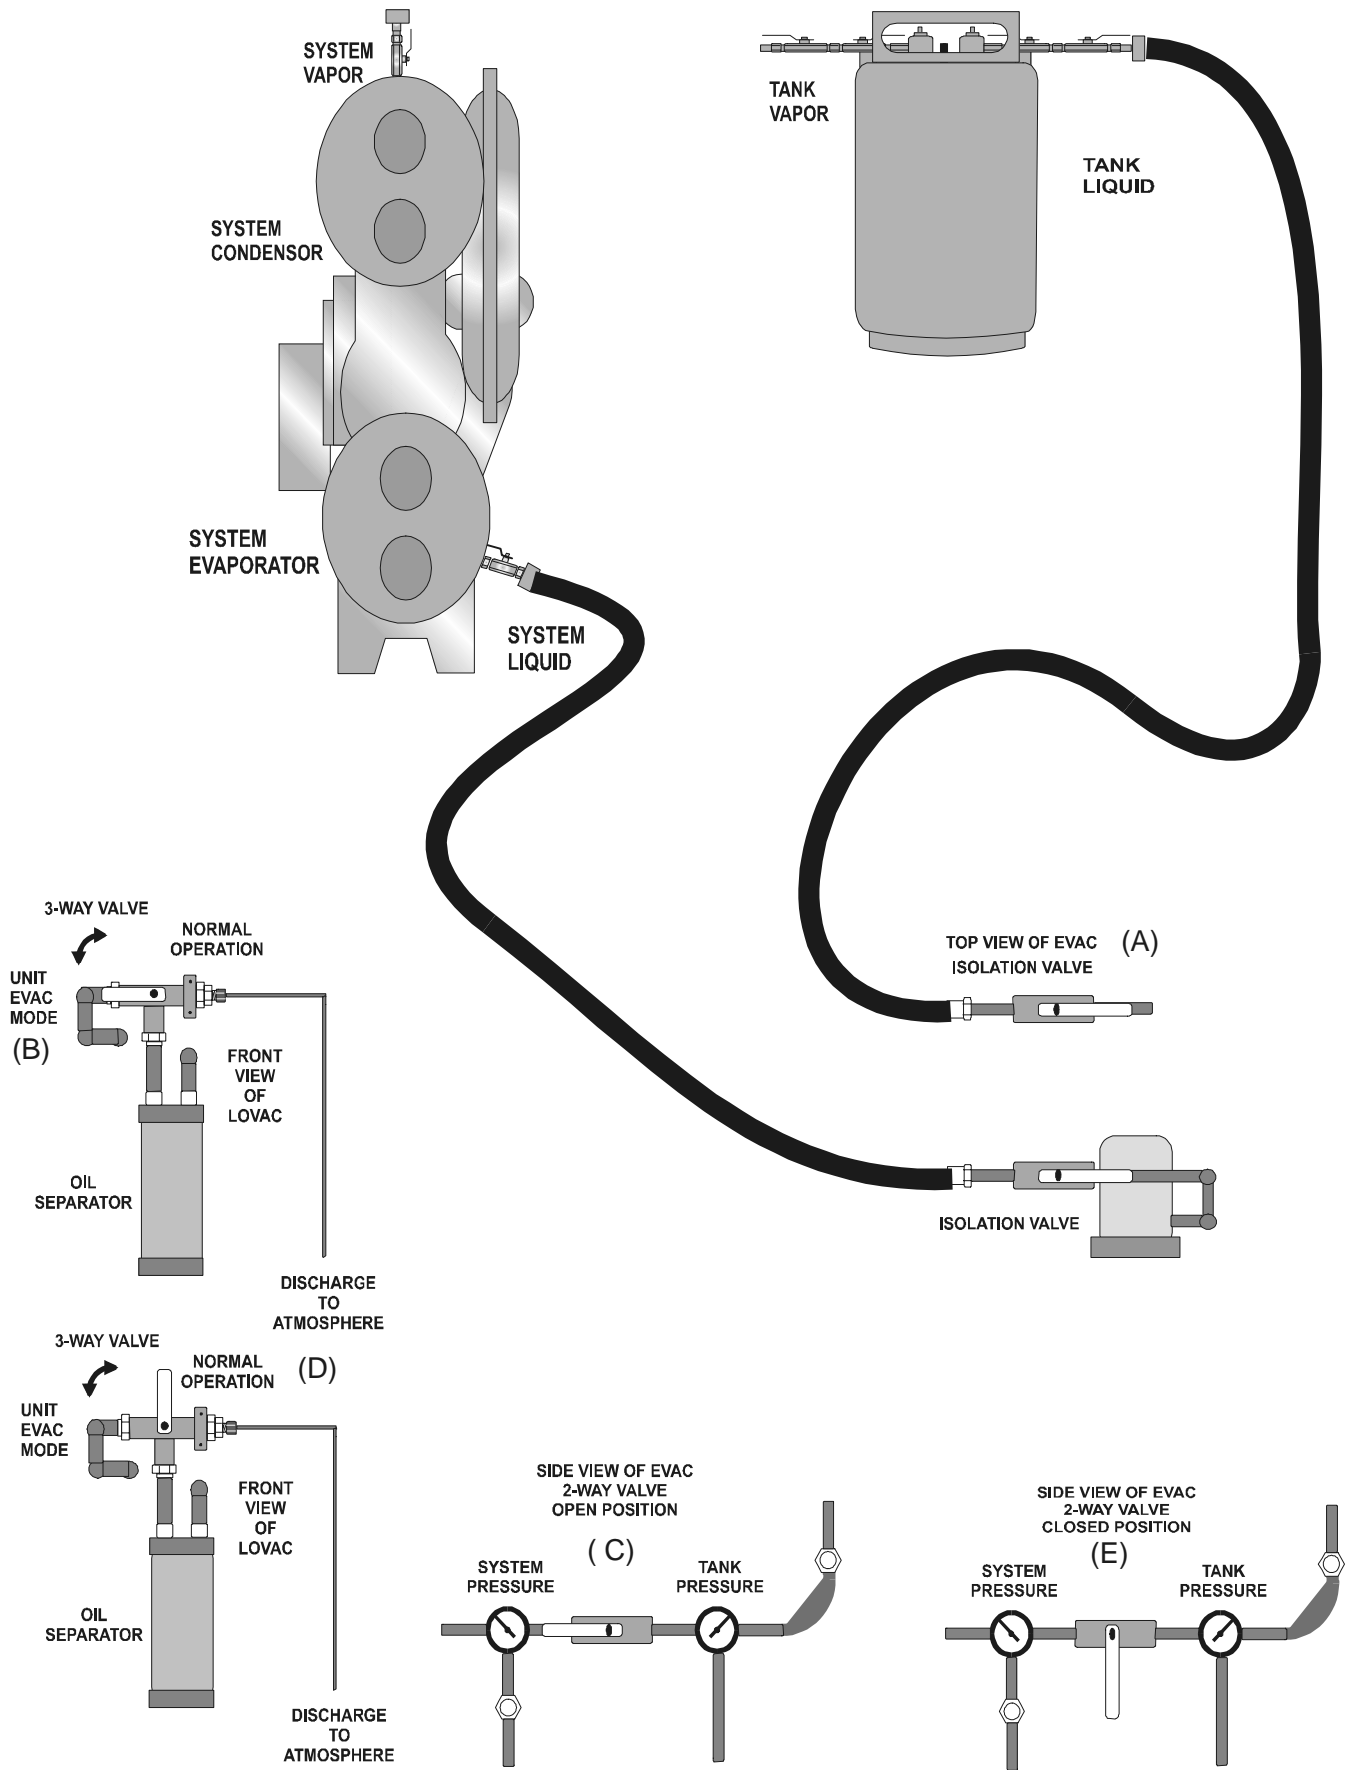 SYSTEM
VAPOR
TANK
VAPOR
TANK
LIQUID
SYSTEM
CONDENSOR
SYSTEM
EVAPORATOR
SYSTEM
LIQUID
3-WAY VALVE
NORMAL
OPERATION
UNIT
EVAC
MODE
(B)
FRONT
VIEW
OF
LOVAC
OIL
SEPARATOR
DISCHARGE
TO
ATMOSPHERE
TOP VIEW OF EVAC
ISOLATION VALVE
(A)
ISOLATION VALVE
3-WAY VALVE
NORMAL
OPERATION
(D)
UNIT
EVAC
MODE
FRONT
VIEW
OF
LOVAC
OIL
SEPARATOR
DISCHARGE
TO
ATMOSPHERE
SIDE VIEW OF EVAC
2-WAY VALVE
OPEN POSITION
( C)
SYSTEM
PRESSURE
TANK
PRESSURE
SIDE VIEW OF EVAC
2-WAY VALVE
CLOSED POSITION
(E)
SYSTEM
PRESSURE
TANK
PRESSURE